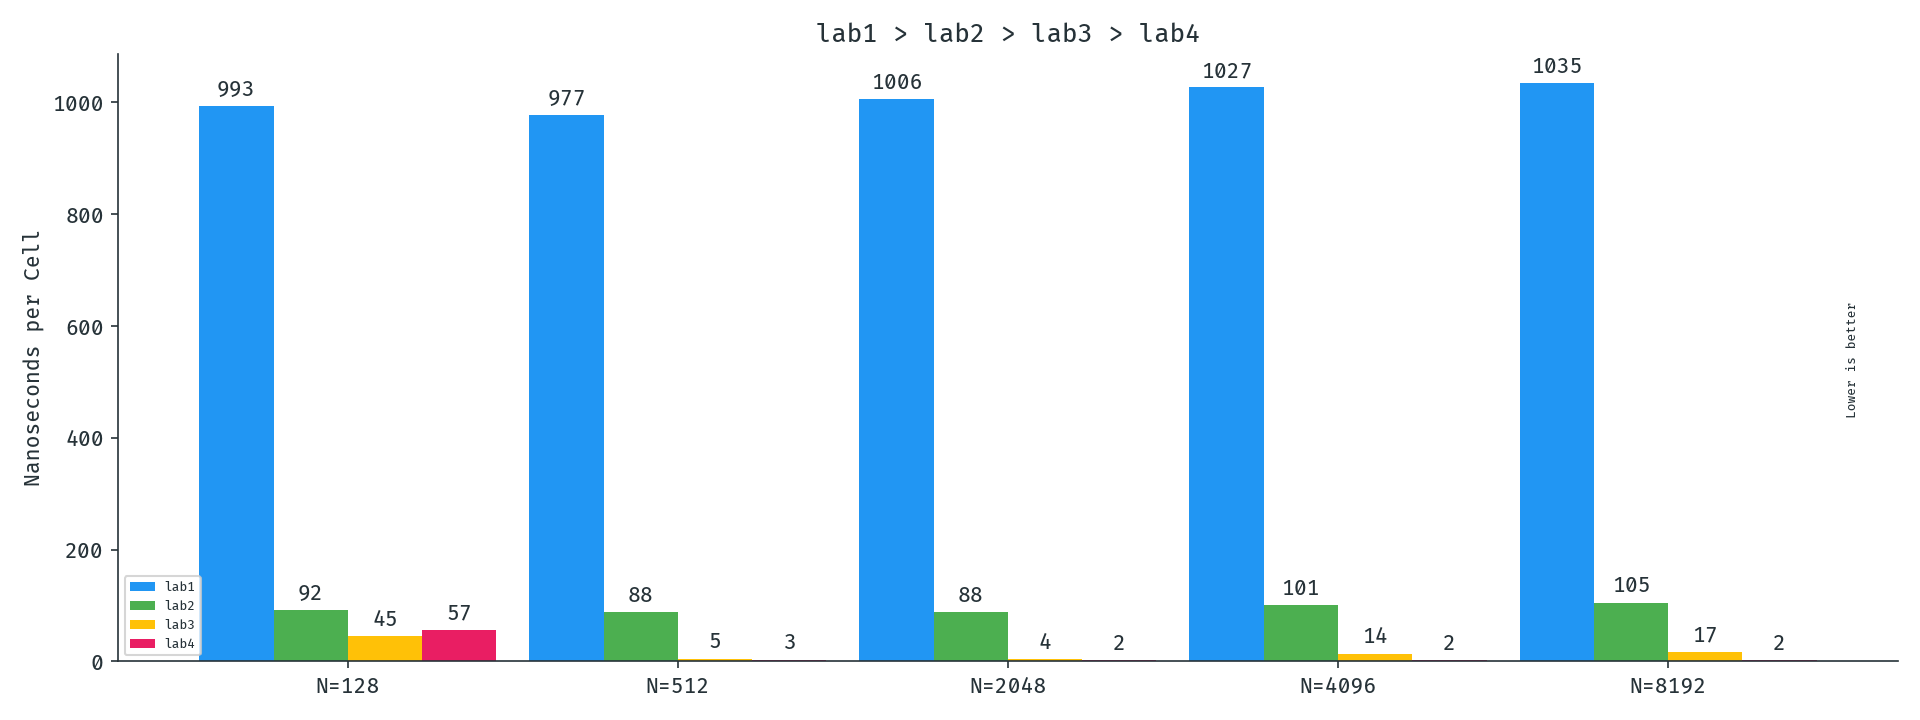 lab1 > lab2 > lab3 > lab4
Nanoseconds per Cell
1000
800
600
400
200
0
993
92
45
57
977
88
5
3
1006
88
4
2
1027
101
14
2
1035
105
17
2
Lower is better
lab1
lab2
lab3
lab4
N=128
N=512
N=2048
N=4096
N=8192